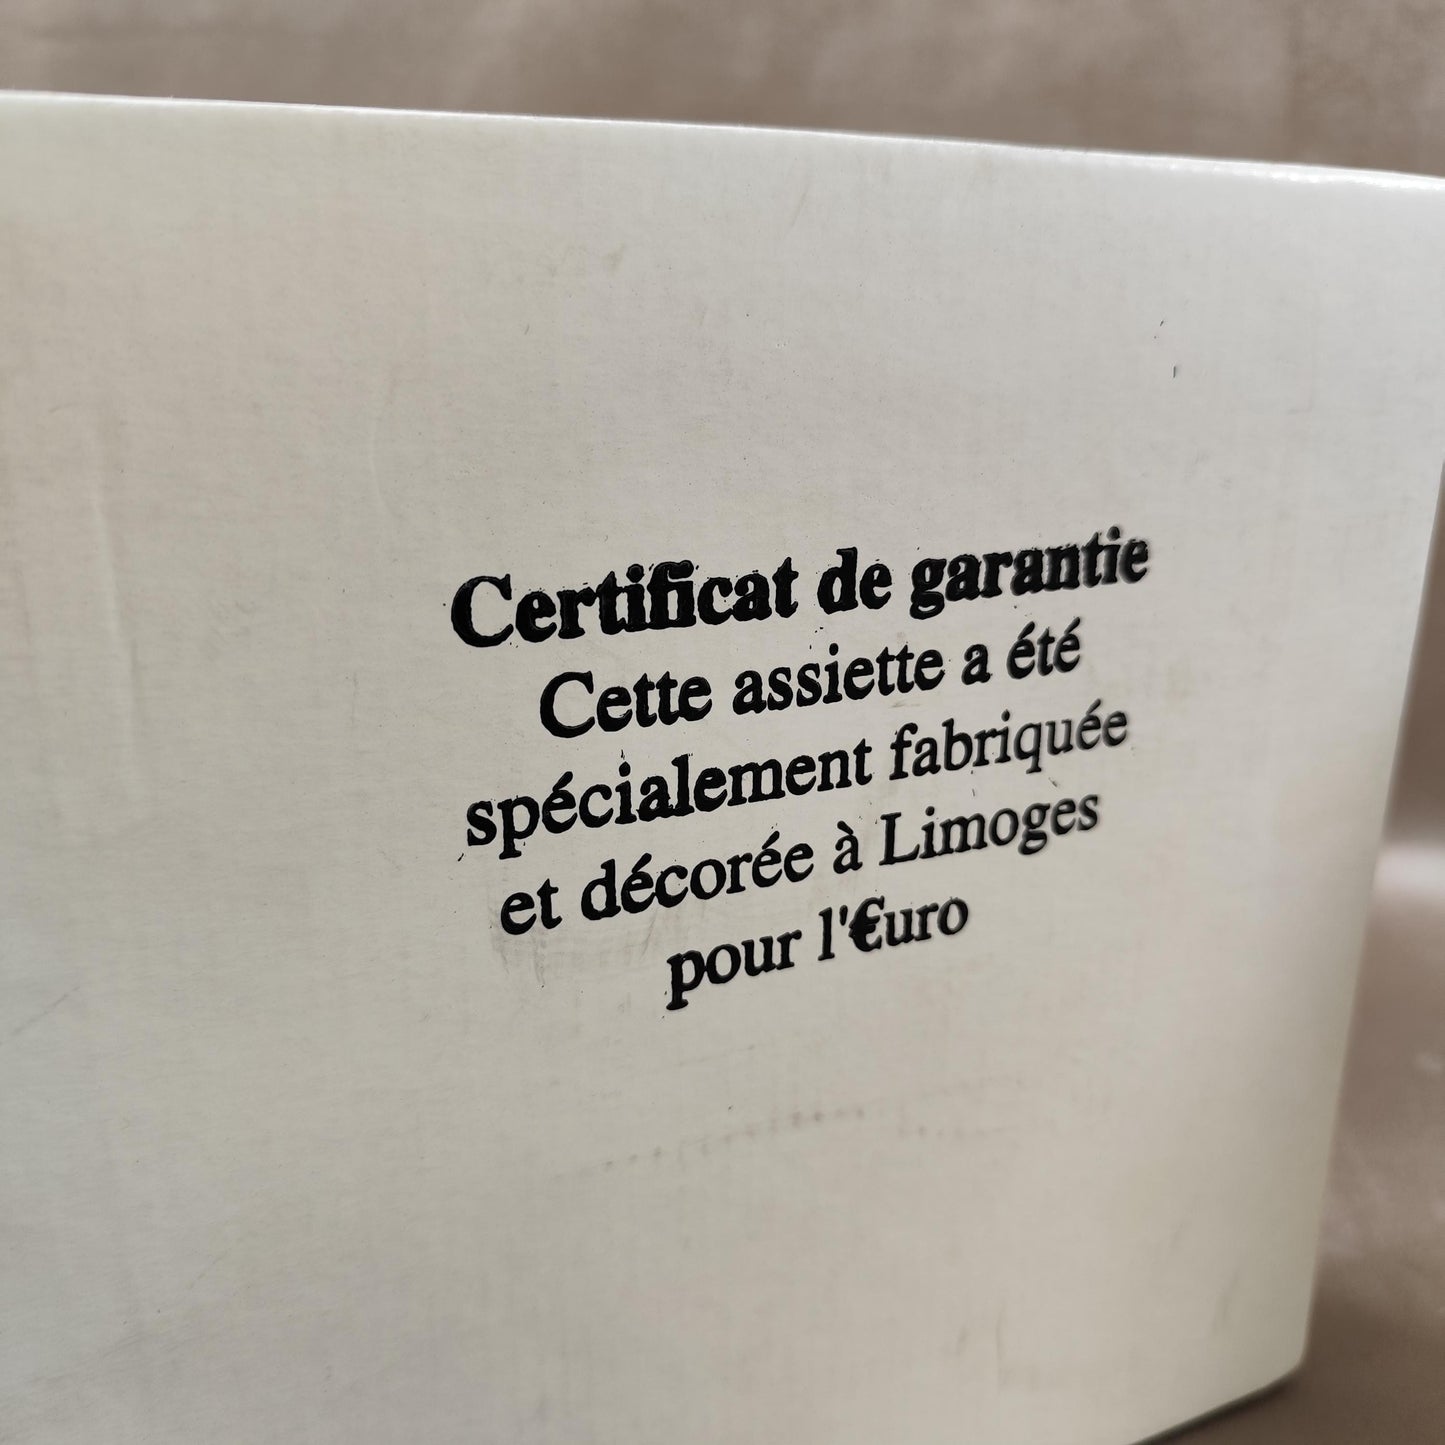 Certificat de garantie
Cette assiette a été
spécialement fabriquée
et décorée à Limoges
pour l'€uro